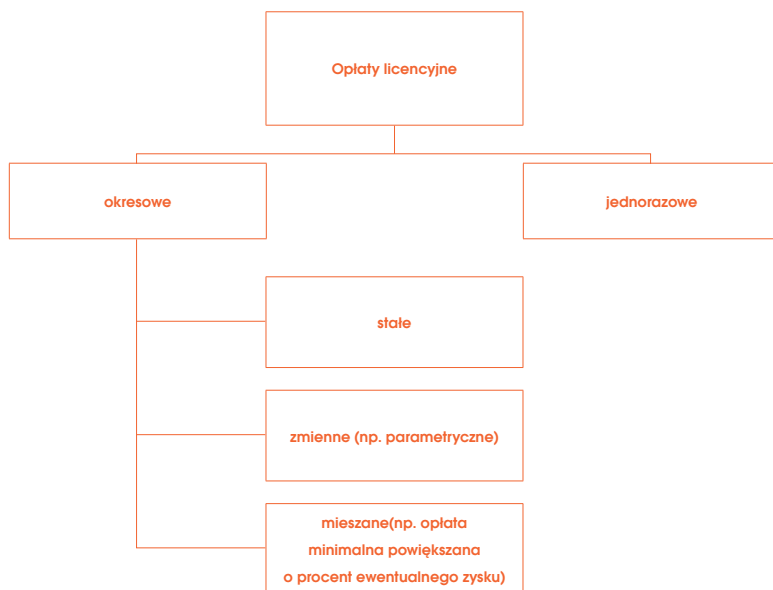 Opłaty licencyjne
okresowe
jednorazowe
stałe
zmienne (np. parametryczne)
mieszane(np. opłata
minimalna powiększana
o procent ewentualnego zysku)